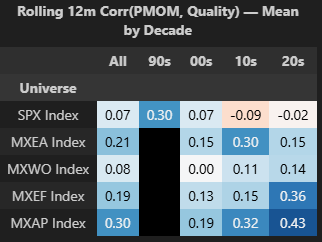 Rolling 12m Corr(PMOM, Quality) — Mean
by Decade
All 90s 00s 10s 20s
Universe
SPX Index 0.07 0.30 0.07 -0.09 -0.02
MXEA Index 0.21 0.15 0.30 0.15
MXWO Index 0.08 0.00 0.11 0.14
MXEF Index 0.19 0.13 0.15 0.36
MXAP Index 0.30 0.19 0.32 0.43